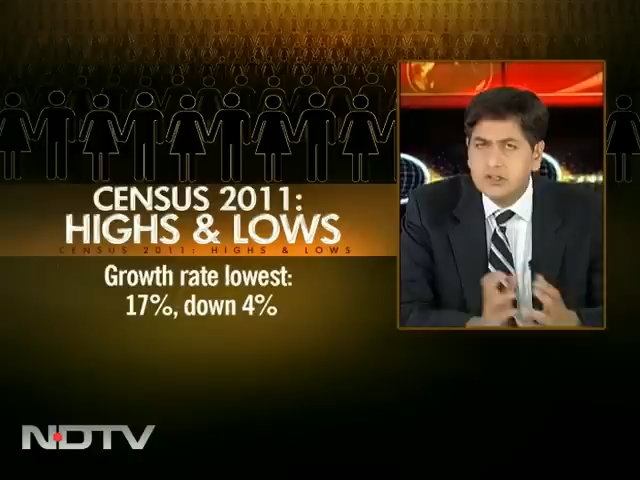 CENSUS 2011:
HIGHS & LOWS
CENSUS 2011: HIGHS & LOWS
Growth rate lowest:
17%, down 4%
NDTV